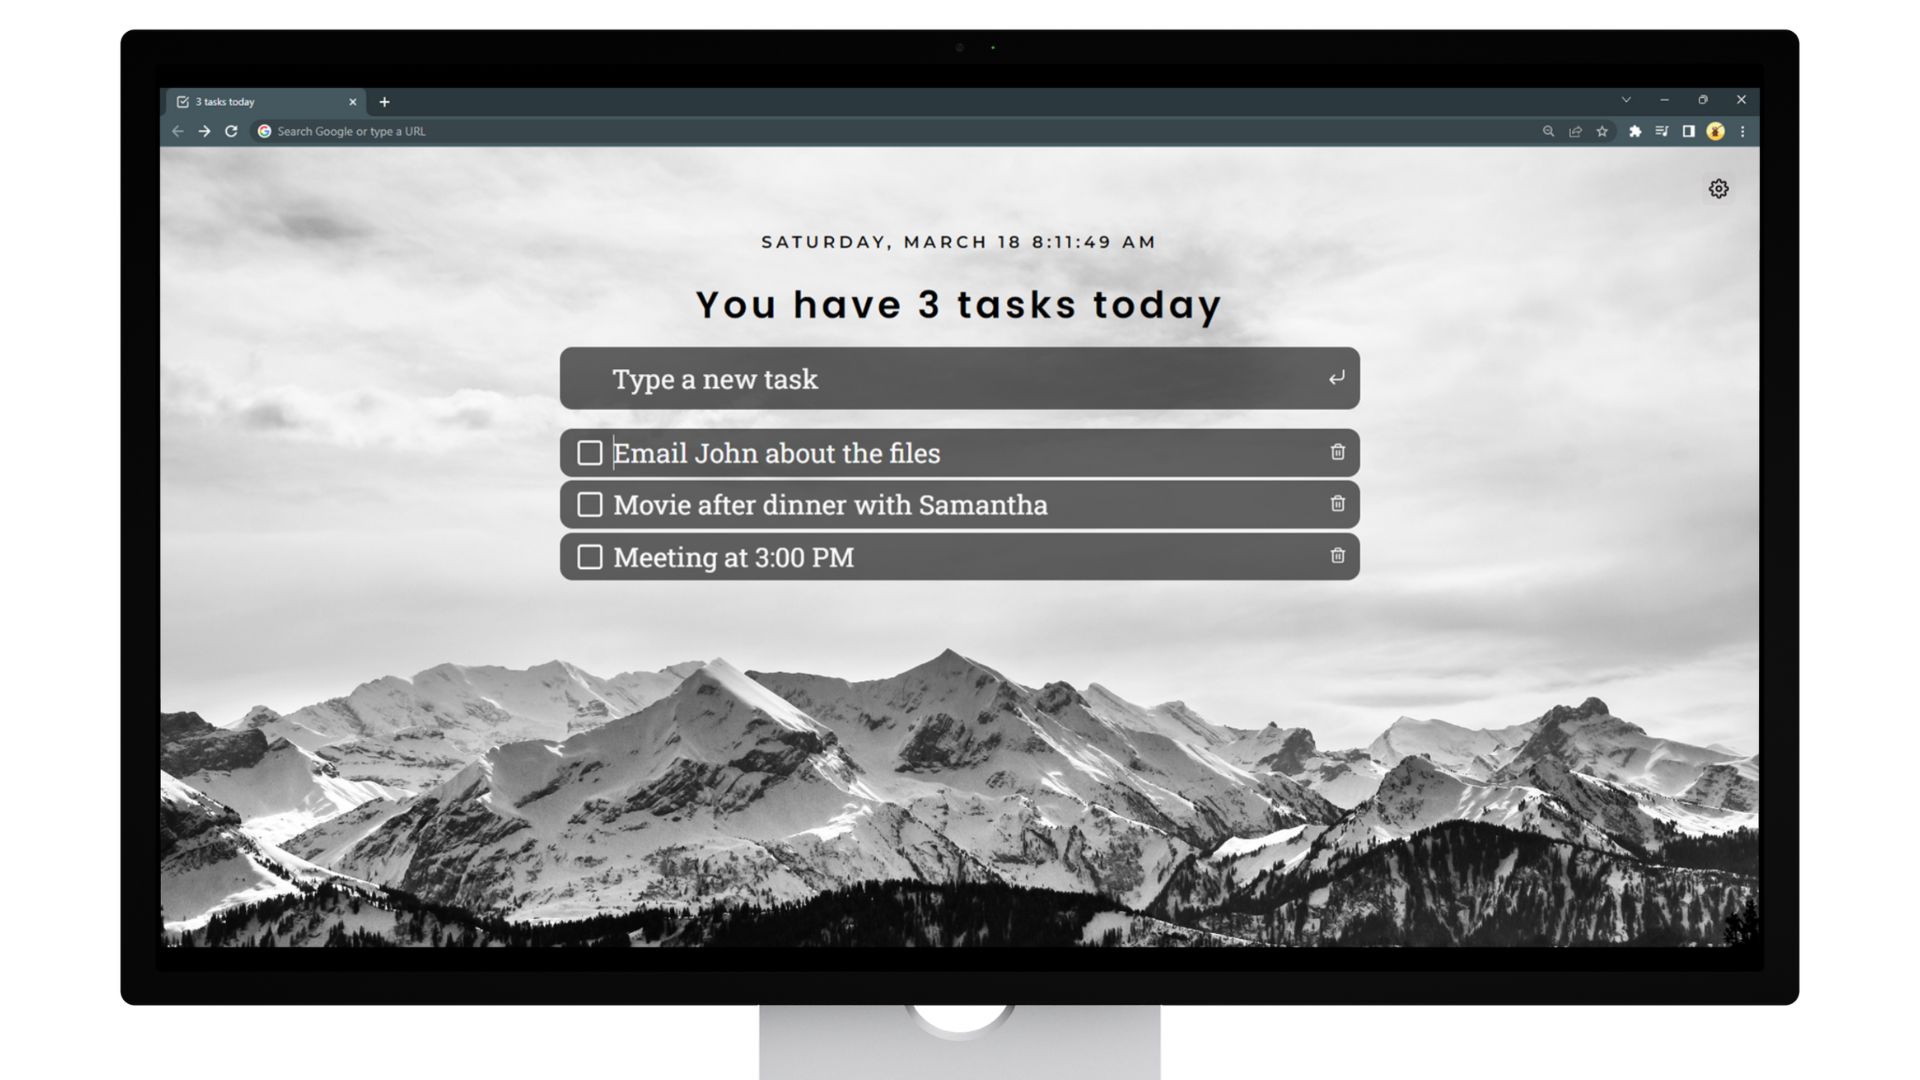 3 tasks today
Search Google or type a URL
SATURDAY, MARCH 18 8:11:49 AM
You have 3 tasks today
Type a new task
Email John about the files
Movie after dinner with Samantha
Meeting at 3:00 PM